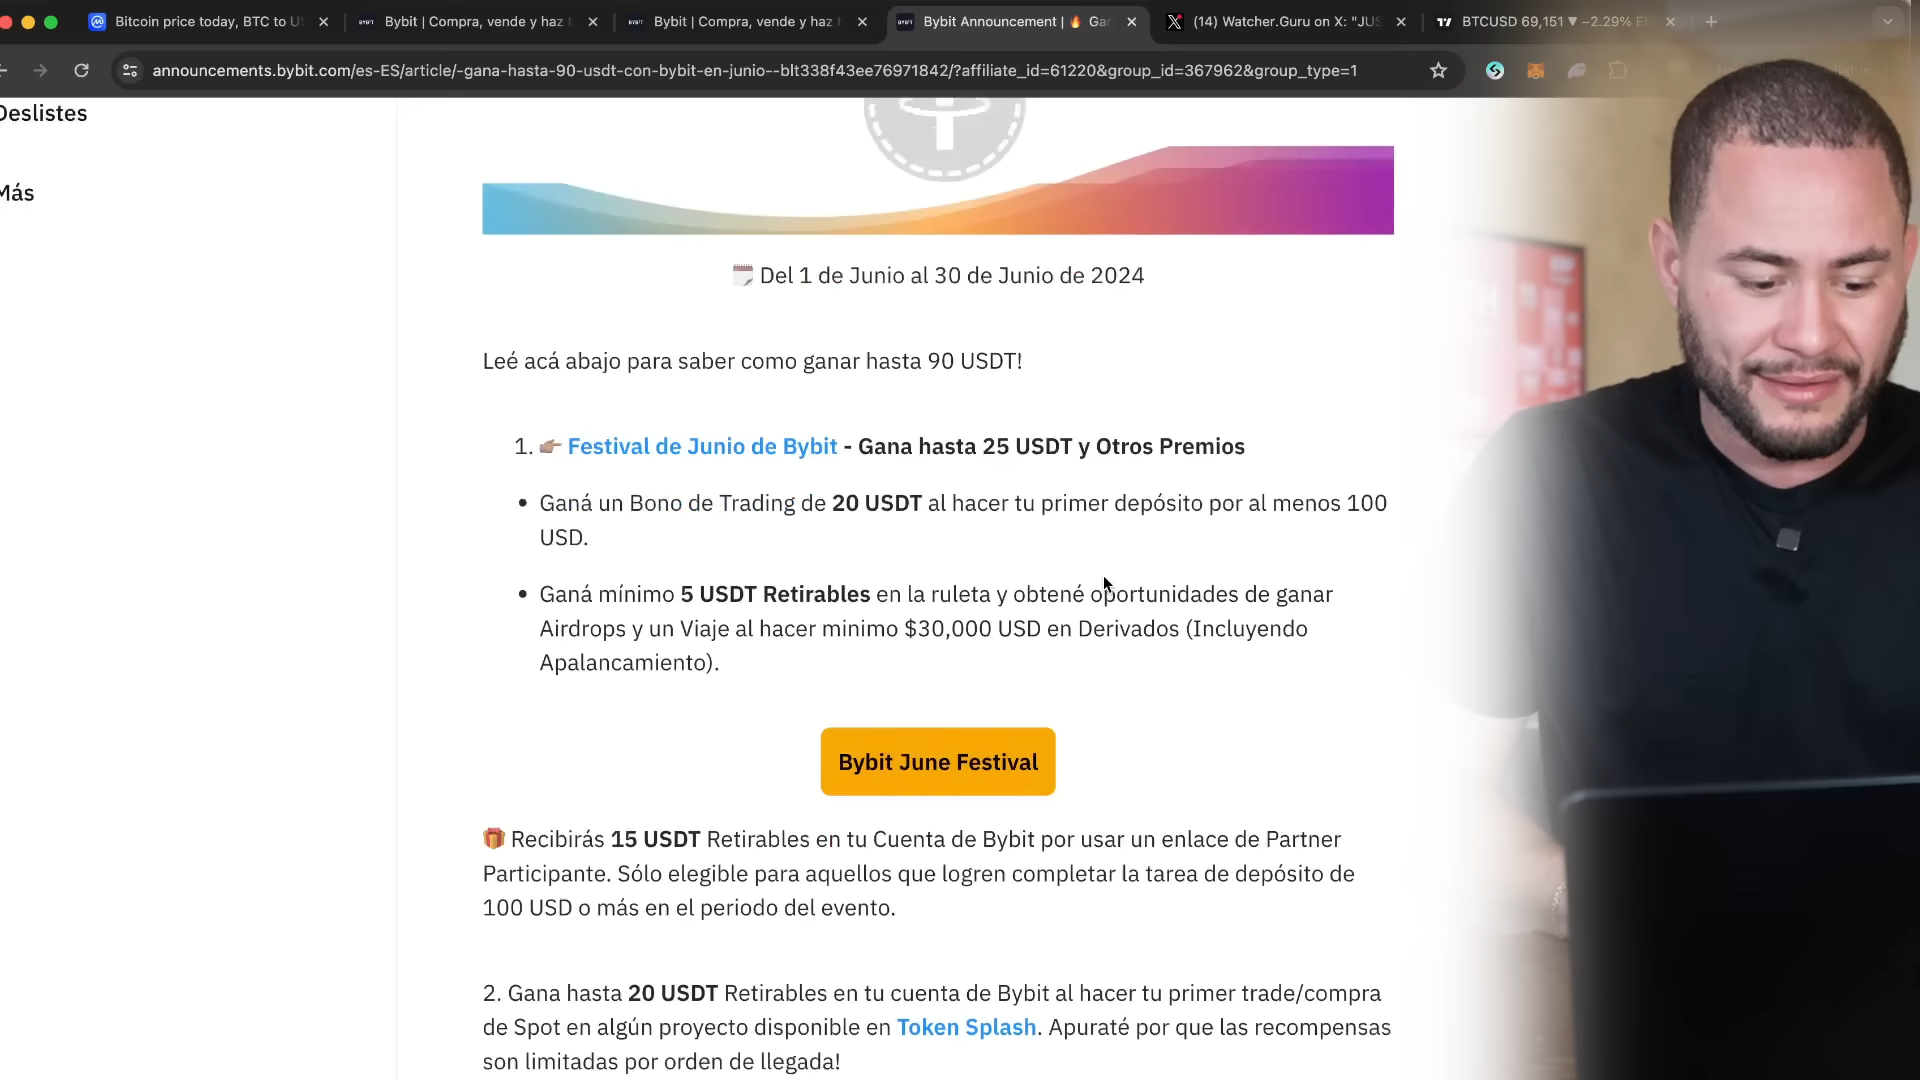 Bitcoin price today, BTC to U
Bybit | Compra, vende y haz t
Bybit | Compra, vende y haz t
Bybit Announcement | 🔥 Gan
(14) Watcher.Guru on X: "JUS
BTCUSD 69,151 ▼ −2.29%
announcements.bybit.com/es-ES/article/-gana-hasta-90-usdt-con-bybit-en-junio--blt338f43ee76971842/?affiliate_id=61220&group_id=367962&group_type=1
Deslistes
Más
Del 1 de Junio al 30 de Junio de 2024
Leé acá abajo para saber como ganar hasta 90 USDT!
1. 👉 Festival de Junio de Bybit - Gana hasta 25 USDT y Otros Premios
• Ganá un Bono de Trading de 20 USDT al hacer tu primer depósito por al menos 100
USD.
• Ganá mínimo 5 USDT Retirables en la ruleta y obtené oportunidades de ganar
Airdrops y un Viaje al hacer minimo $30,000 USD en Derivados (Incluyendo
Apalancamiento).
Bybit June Festival
🎁 Recibirás 15 USDT Retirables en tu Cuenta de Bybit por usar un enlace de Partner
Participante. Sólo elegible para aquellos que logren completar la tarea de depósito de
100 USD o más en el periodo del evento.
2. Gana hasta 20 USDT Retirables en tu cuenta de Bybit al hacer tu primer trade/compra
de Spot en algún proyecto disponible en Token Splash. Apuraté por que las recompensas
son limitadas por orden de llegada!